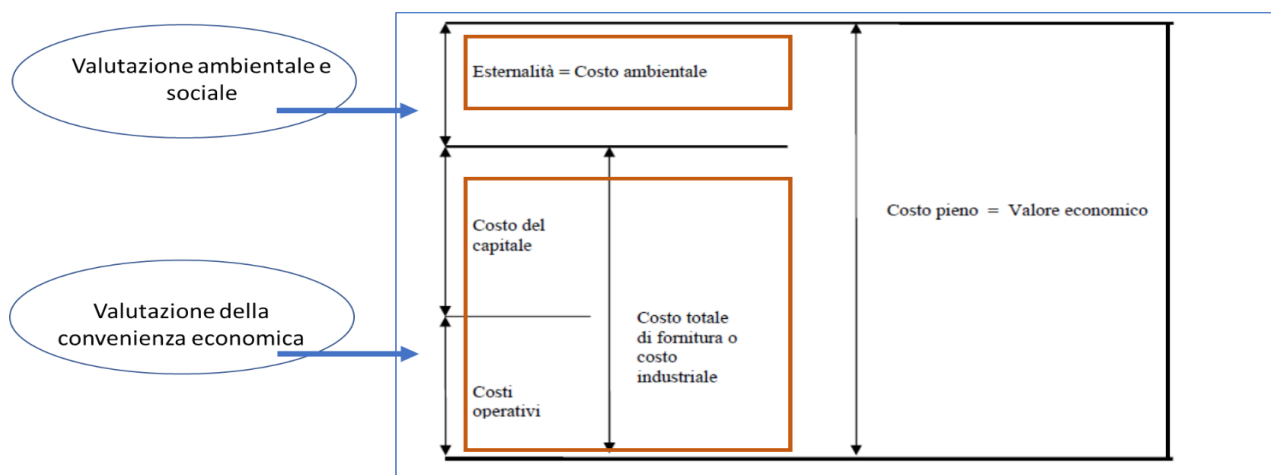 Valutazione ambientale e
sociale
Esternalità = Costo ambientale
Costo del
capitale
Costo pieno = Valore economico
Valutazione della
convenienza economica
Costo totale
di fornitura o
costo
industriale
Costi
operativi